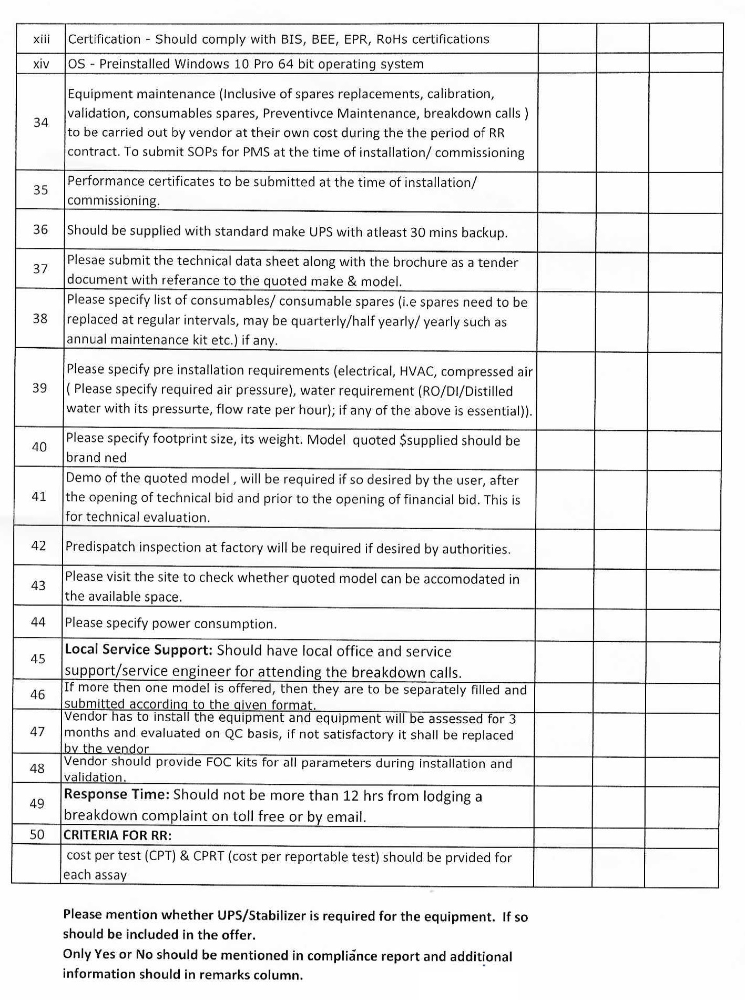 xiii Certification - Should comply with BIS, BEE, EPR, RoHs certifications
xiv OS - Preinstalled Windows 10 Pro 64 bit operating system
34 Equipment maintenance (Inclusive of spares replacements, calibration,
validation, consumables spares, Preventivce Maintenance, breakdown calls )
to be carried out by vendor at their own cost during the the period of RR
contract. To submit SOPs for PMS at the time of installation/ commissioning
35 Performance certificates to be submitted at the time of installation/
commissioning.
36 Should be supplied with standard make UPS with atleast 30 mins backup.
37 Plesae submit the technical data sheet along with the brochure as a tender
document with referance to the quoted make & model.
38 Please specify list of consumables/ consumable spares (i.e spares need to be
replaced at regular intervals, may be quarterly/half yearly/ yearly such as
annual maintenance kit etc.) if any.
39 Please specify pre installation requirements (electrical, HVAC, compressed air
( Please specify required air pressure), water requirement (RO/DI/Distilled
water with its pressurte, flow rate per hour); if any of the above is essential)).
40 Please specify footprint size, its weight. Model quoted $supplied should be
brand ned
41 Demo of the quoted model , will be required if so desired by the user, after
the opening of technical bid and prior to the opening of financial bid. This is
for technical evaluation.
42 Predispatch inspection at factory will be required if desired by authorities.
43 Please visit the site to check whether quoted model can be accomodated in
the available space.
44 Please specify power consumption.
45 Local Service Support: Should have local office and service
support/service engineer for attending the breakdown calls.
46 If more then one model is offered, then they are to be separately filled and
submitted according to the given format.
47 Vendor has to install the equipment and equipment will be assessed for 3
months and evaluated on QC basis, if not satisfactory it shall be replaced
by the vendor
48 Vendor should provide FOC kits for all parameters during installation and
validation.
49 Response Time: Should not be more than 12 hrs from lodging a
breakdown complaint on toll free or by email.
50 CRITERIA FOR RR:
cost per test (CPT) & CPRT (cost per reportable test) should be prvided for
each assay
Please mention whether UPS/Stabilizer is required for the equipment. If so
should be included in the offer.
Only Yes or No should be mentioned in compliance report and additional
information should in remarks column.